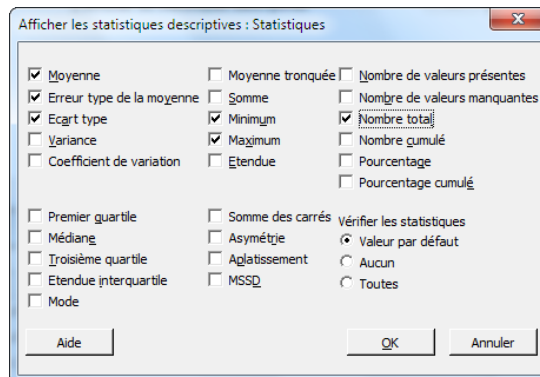 Afficher les statistiques descriptives : Statistiques
Moyenne
Moyenne tronquée
Nombre de valeurs présentes
Erreur type de la moyenne
Somme
Nombre de valeurs manquantes
Ecart type
Minimum
Nombre total
Variance
Maximum
Nombre cumulé
Coefficient de variation
Etendue
Pourcentage
Pourcentage cumulé
Premier quartile
Somme des carrés
Vérifier les statistiques
Médiane
Asymétrie
Valeur par défaut
Troisième quartile
Aplatissement
Aucun
Etendue interquartile
MSSD
Toutes
Mode
Aide
OK
Annuler